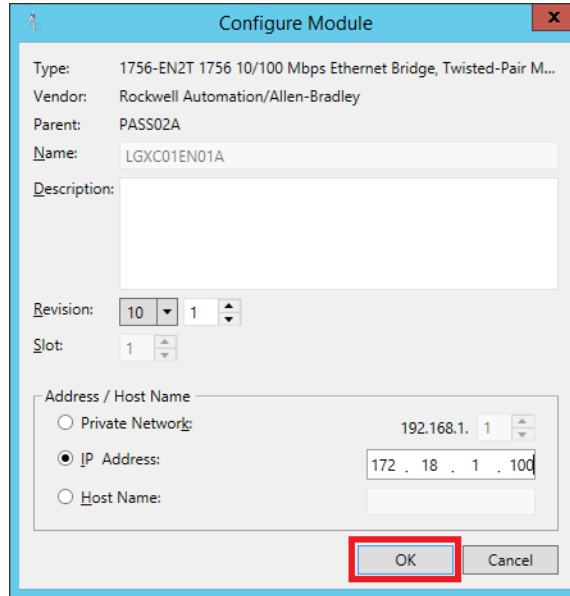 Configure Module
x
Type: 1756-EN2T 1756 10/100 Mbps Ethernet Bridge, Twisted-Pair M...
Vendor: Rockwell Automation/Allen-Bradley
Parent: PASS02A
Name: LGXC01EN01A
Description:
Revision: 10 1
Slot: 1
Address / Host Name
Private Network: 192.168.1. 1
IP Address: 172 . 18 . 1 . 100
Host Name:
OK Cancel